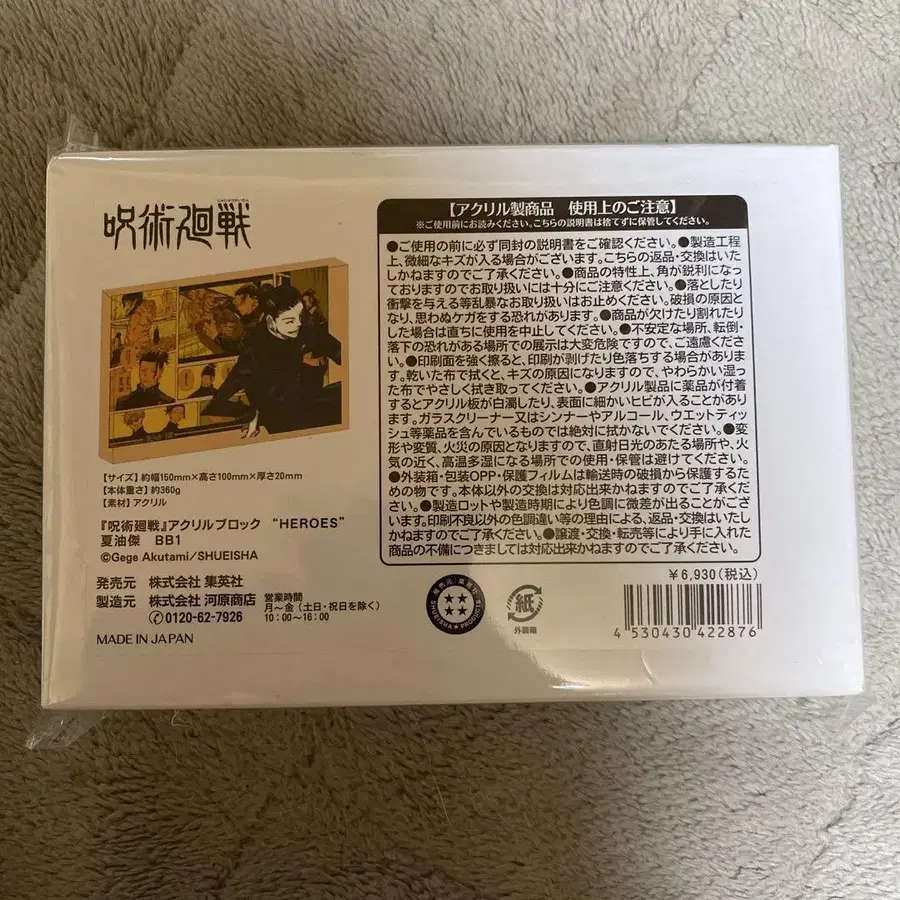 呪術廻戦
【サイズ】約幅150mm×高さ100mm×厚さ20mm
【本体重さ】約360g
【素材】アクリル
『呪術廻戦』アクリルブロック “HEROES”
夏油傑 BB1
©Gege Akutami/SHUEISHA
発売元 株式会社 集英社
製造元 株式会社 河原商店
0120-62-7926
営業時間
月～金（土日・祝日を除く）
10：00～16：00
MADE IN JAPAN
【アクリル製商品 使用上のご注意】
※ご使用前にお読みください。こちらの説明書は捨てずに保管してください。
●ご使用の前に必ず同封の説明書をご確認ください。●製造工程
上、微細なキズが入る場合がございます。こちらの返品・交換はいた
しかねますのでご了承ください。●商品の特性上、角が鋭利になっ
ておりますのでお取り扱いには十分にご注意ください。●落としたり
衝撃を与える等乱暴なお取り扱いはお止めください。破損の原因と
なり、思わぬケガをする恐れがあります。●商品が欠けたり割れたり
した場合は直ちに使用を中止してください。●不安定な場所、転倒・
落下の恐れがある場所での展示は大変危険ですので、ご遠慮くださ
い。●印刷面を強く擦ると、印刷が剥げたり色落ちする場合がありま
す。乾いた布で拭くと、キズの原因になりますので、やわらかい湿っ
た布でやさしく拭き取ってください。●アクリル製品に薬品が付着
するとアクリル板が白濁したり、表面に細かいヒビが入ることがあり
ます。ガラスクリーナー又はシンナーやアルコール、ウエットティッ
シュ等薬品を含んでいるものでは絶対に拭かないでください。●変
形や変質、火災の原因となりますので、直射日光のあたる場所や、火
気の近く、高温多湿になる場所での使用・保管は避けてください。
●外装箱・包装OPP・保護フィルムは輸送時の破損から保護するた
めの物です。本体以外の交換は対応出来かねますのでご了承くださ
い。●製造ロットや製造時期により色調に微差が出ることがござい
ます。印刷不良以外の色調違い等の理由による、返品・交換はいたし
かねますのでご了承ください。●譲渡・交換・転売等により手に入れた
商品の不備につきましては対応出来かねますのでご了承ください。
￥6,930（税込）
SHUEISHA PRODUCTS
紙
外装箱
4 530430 422876